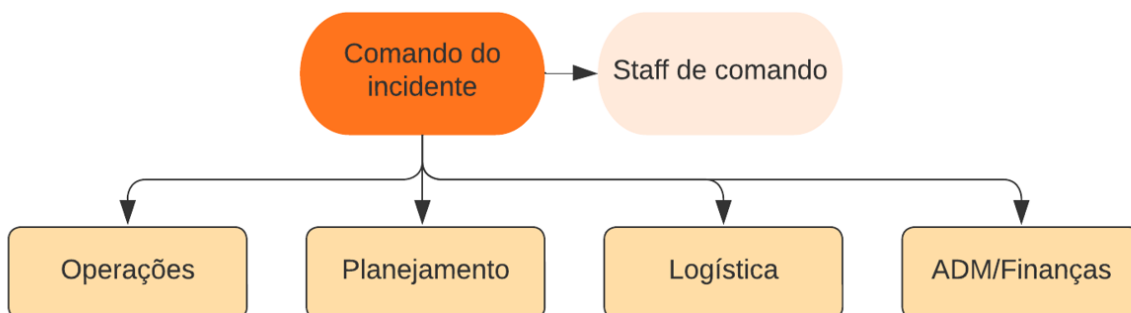 Comando do
incidente
Staff de comando
Operações
Planejamento
Logística
ADM/Finanças